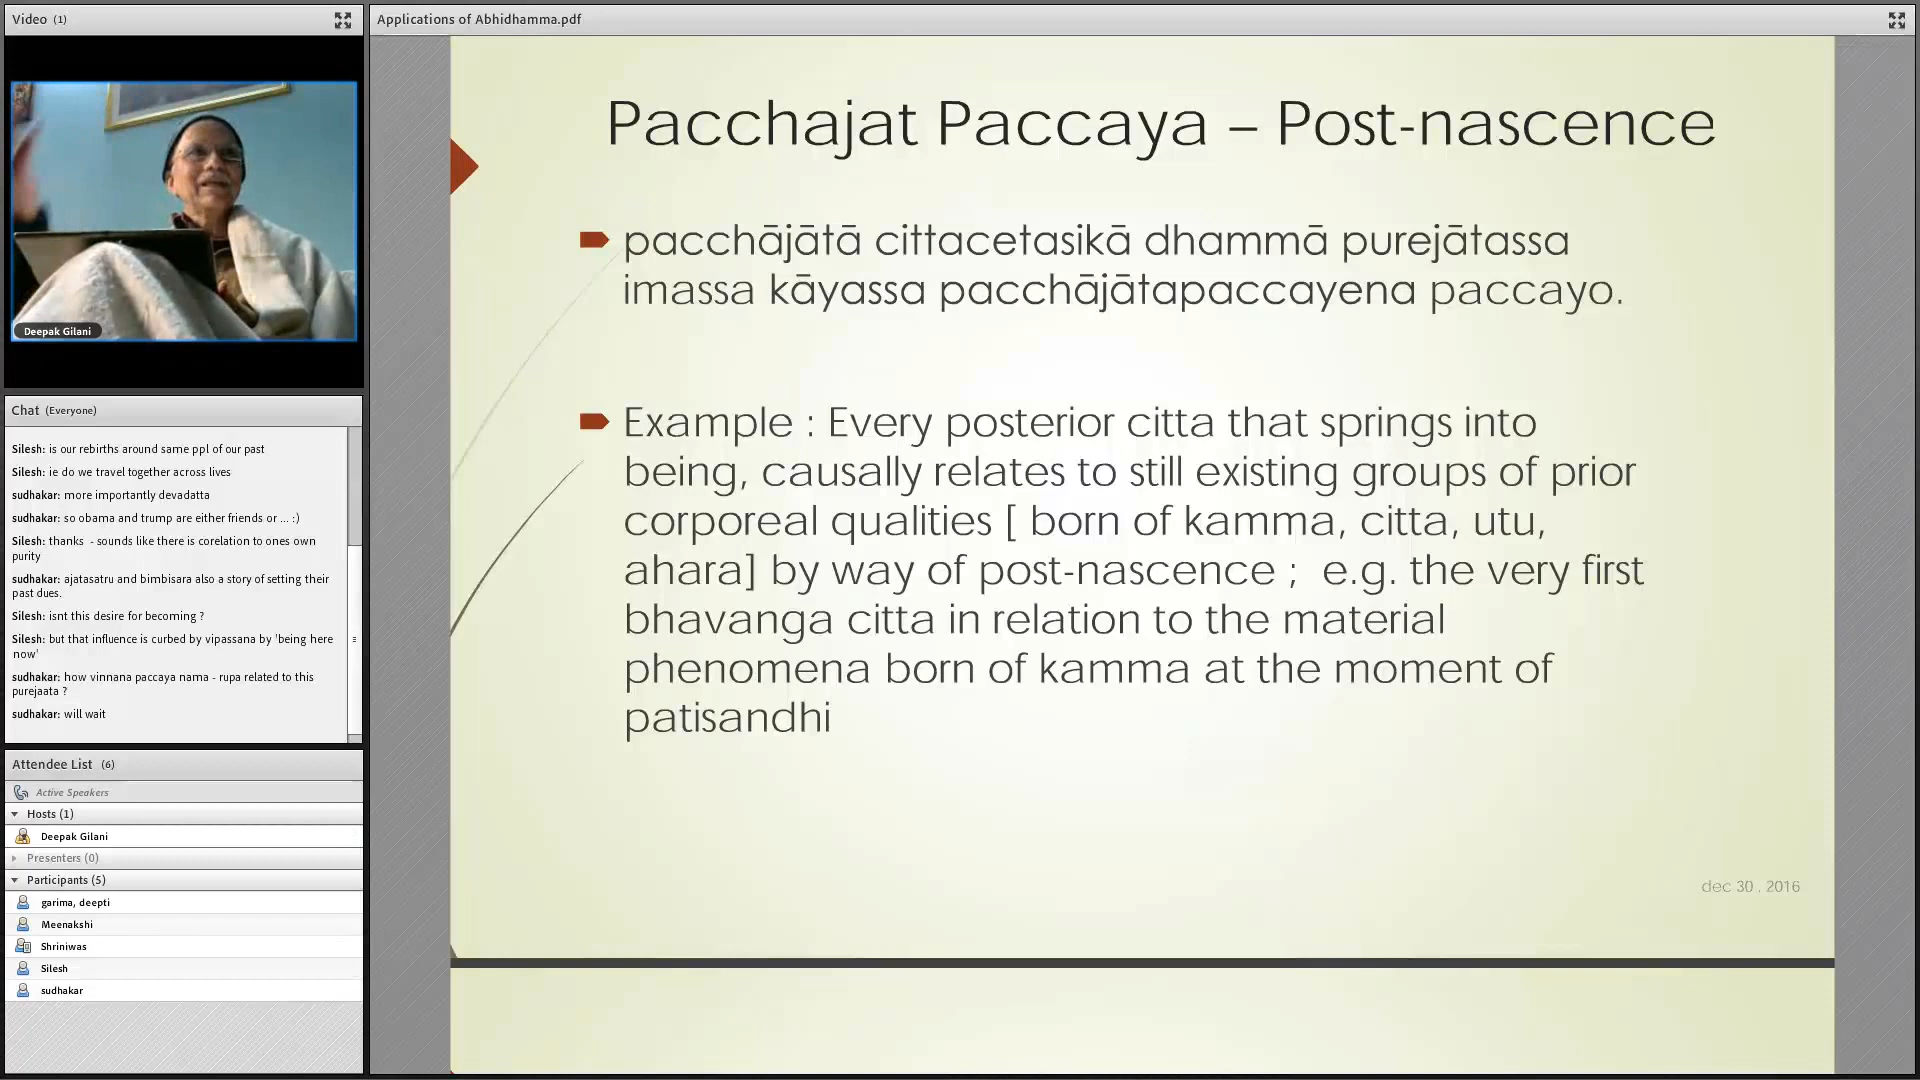 Video (1)
Deepak Gilani
Chat (Everyone)
Silesh: is our rebirths around same ppl of our past
Silesh: ie do we travel together across lives
sudhakar: more importantly devadatta
sudhakar: so obama and trump are either friends or ... :)
Silesh: thanks - sounds like there is corelation to ones own
purity
sudhakar: ajatasatru and bimbisara also a story of setting their
past dues.
Silesh: isnt this desire for becoming ?
Silesh: but that influence is curbed by vipassana by 'being here
now'
sudhakar: how vinnana paccaya nama - rupa related to this
purejaata ?
sudhakar: will wait
Attendee List (6)
Active Speakers
Hosts (1)
Deepak Gilani
Presenters (0)
Participants (5)
garima, deepti
Meenakshi
Shriniwas
Silesh
sudhakar
Applications of Abhidhamma.pdf
Pacchajat Paccaya – Post-nascence
pacchājātā cittacetasikā dhammā purejātassa
imassa kāyassa pacchājātapaccayena paccayo.
Example : Every posterior citta that springs into
being, causally relates to still existing groups of prior
corporeal qualities [ born of kamma, citta, utu,
ahara] by way of post-nascence ; e.g. the very first
bhavanga citta in relation to the material
phenomena born of kamma at the moment of
patisandhi
dec 30 , 2016